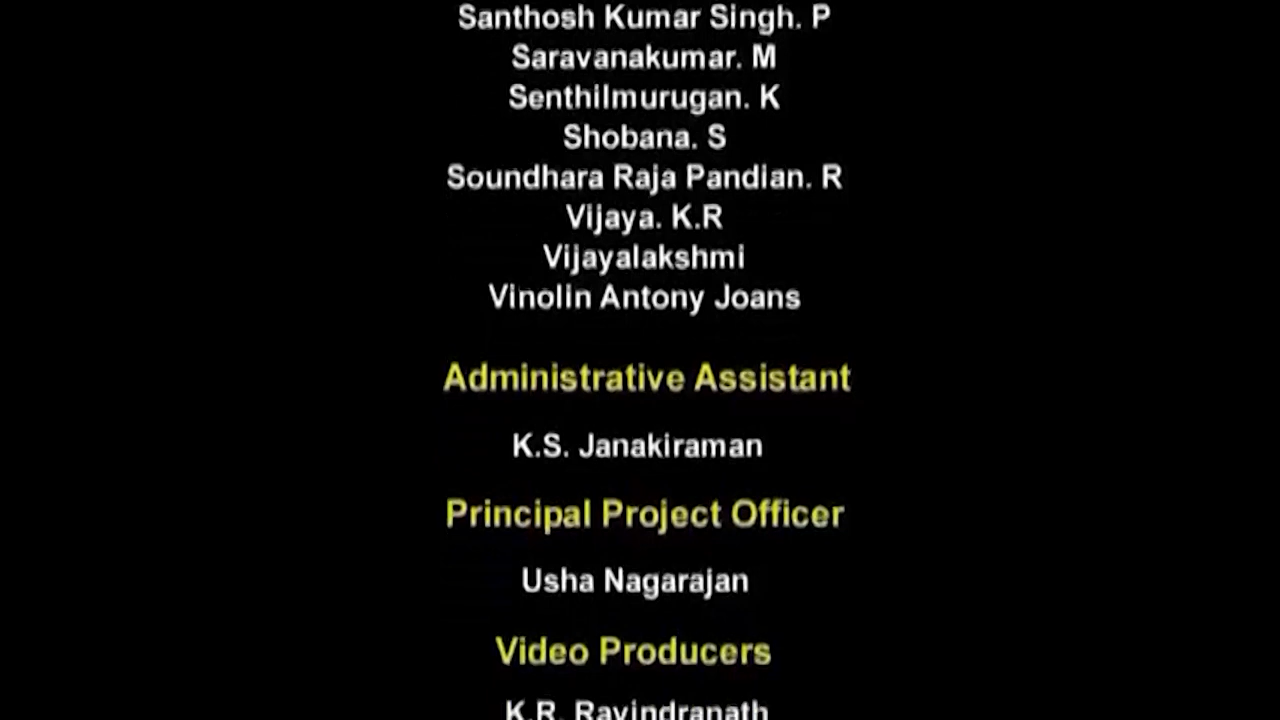 Santhosh Kumar Singh. P
Saravanakumar. M
Senthilmurugan. K
Shobana. S
Soundhara Raja Pandian. R
Vijaya. K.R
Vijayalakshmi
Vinolin Antony Joans
Administrative Assistant
K.S. Janakiraman
Principal Project Officer
Usha Nagarajan
Video Producers
K.R. Ravindranath